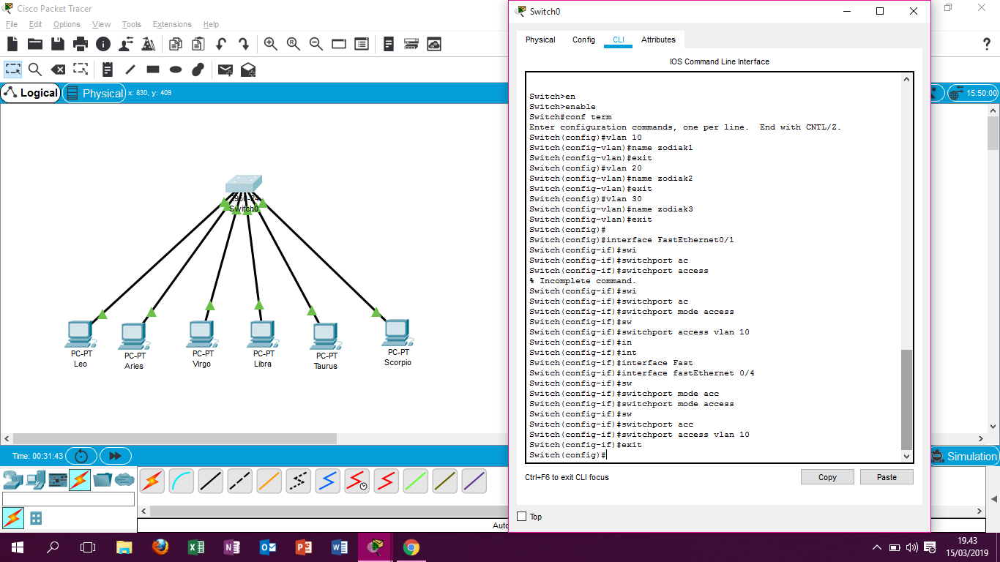 Cisco Packet Tracer
File Edit Options View Tools Extensions Help
Logical Physical x: 830, y: 409
15:50:00
Switch0
PC-PT
Leo
PC-PT
Aries
PC-PT
Virgo
PC-PT
Libra
PC-PT
Taurus
PC-PT
Scorpio
Time: 00:31:43
Simulation
Switch0
Physical Config CLI Attributes
IOS Command Line Interface
Switch>en
Switch>enable
Switch#conf term
Enter configuration commands, one per line. End with CNTL/Z.
Switch(config)#vlan 10
Switch(config-vlan)#name zodiak1
Switch(config-vlan)#exit
Switch(config)#vlan 20
Switch(config-vlan)#name zodiak2
Switch(config-vlan)#exit
Switch(config)#vlan 30
Switch(config-vlan)#name zodiak3
Switch(config-vlan)#exit
Switch(config)#
Switch(config)#interface FastEthernet0/1
Switch(config-if)#swi
Switch(config-if)#switchport ac
Switch(config-if)#switchport access
% Incomplete command.
Switch(config-if)#swi
Switch(config-if)#switchport ac
Switch(config-if)#switchport mode access
Switch(config-if)#sw
Switch(config-if)#switchport access vlan 10
Switch(config-if)#in
Switch(config-if)#int
Switch(config-if)#interface Fast
Switch(config-if)#interface fastEthernet 0/4
Switch(config-if)#sw
Switch(config-if)#switchport mode acc
Switch(config-if)#switchport mode access
Switch(config-if)#sw
Switch(config-if)#switchport acc
Switch(config-if)#switchport access vlan 10
Switch(config-if)#exit
Switch(config)#
Ctrl+F6 to exit CLI focus
Copy Paste
Top
19.43
15/03/2019